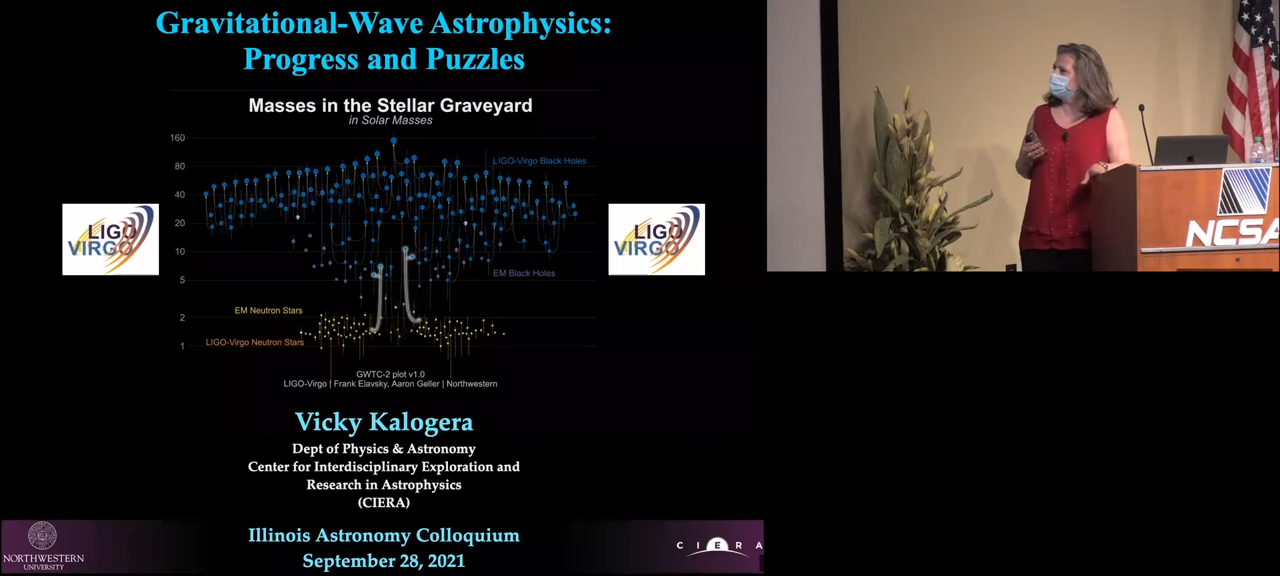 Gravitational-Wave Astrophysics:
Progress and Puzzles
Masses in the Stellar Graveyard
in Solar Masses
160
80
40
20
10
5
2
1
LIGO-Virgo Black Holes
EM Black Holes
EM Neutron Stars
LIGO-Virgo Neutron Stars
GWTC-2 plot v1.0
LIGO-Virgo | Frank Elavsky, Aaron Geller | Northwestern
LIGO
VIRGO
LIGO
VIRGO
Vicky Kalogera
Dept of Physics & Astronomy
Center for Interdisciplinary Exploration and
Research in Astrophysics
(CIERA)
Illinois Astronomy Colloquium
September 28, 2021
NORTHWESTERN
UNIVERSITY
CIERA
NCSA